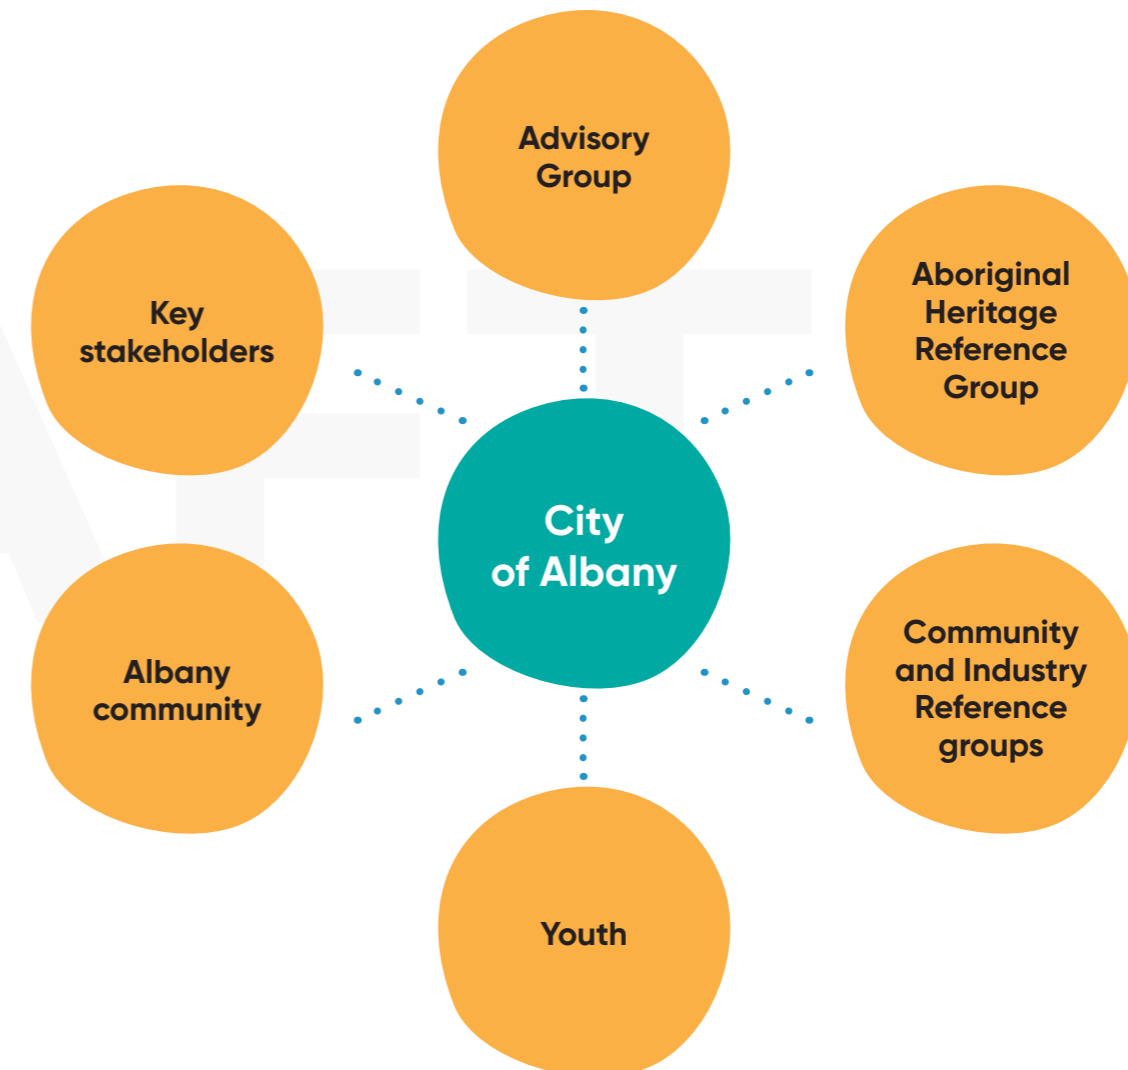 Advisory
Group
Key
stakeholders
Aboriginal
Heritage
Reference
Group
City
of Albany
Albany
community
Community
and Industry
Reference
groups
Youth
AFT